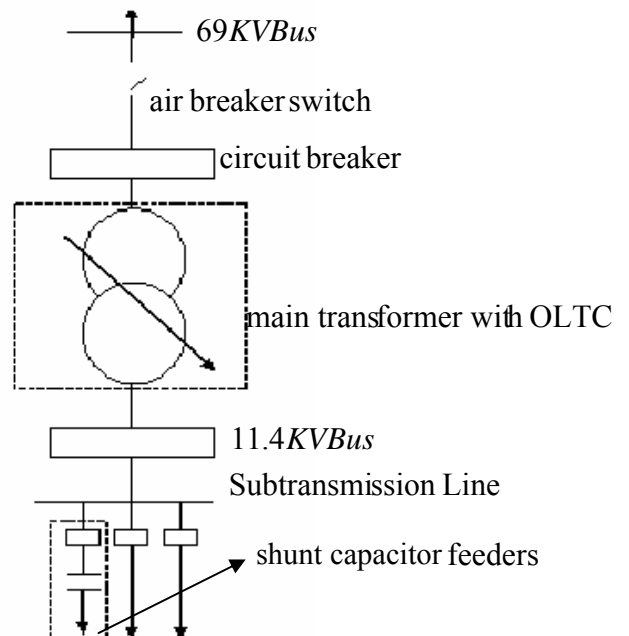 69KVBus
air breaker switch
circuit breaker
main transformer with OLTC
11.4KVBus
Subtransmission Line
shunt capacitor feeders